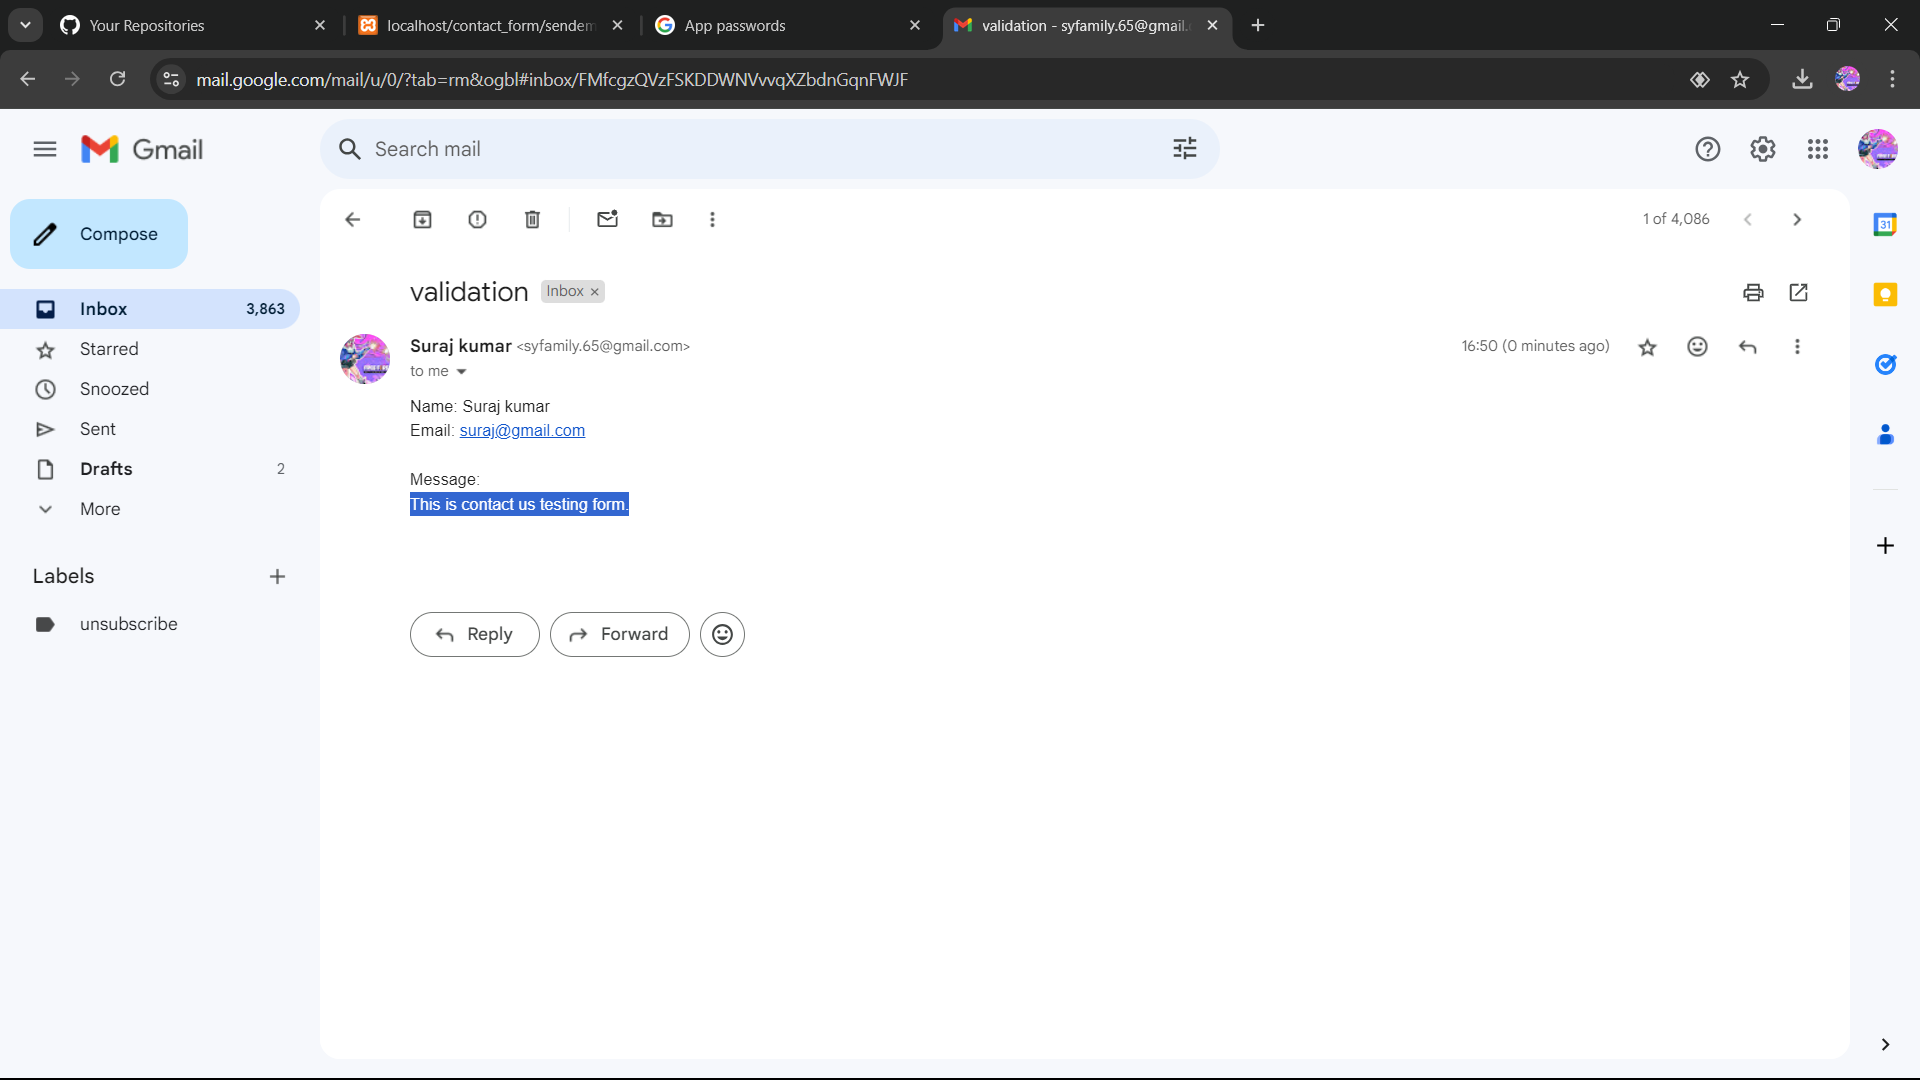 Your Repositories
localhost/contact_form/sendem
App passwords
validation - syfamily.65@gmail.
mail.google.com/mail/u/0/?tab=rm&ogbl#inbox/FMfcgzQVzFSKDDWNVvvqXZbdnGqnFWJF
Gmail
Search mail
Compose
1 of 4,086
31
validation Inbox ×
Inbox 3,863
Starred
Snoozed
Sent
Drafts 2
More
Labels
unsubscribe
Suraj kumar <syfamily.65@gmail.com>
16:50 (0 minutes ago)
to me
Name: Suraj kumar
Email: suraj@gmail.com
Message:
This is contact us testing form.
Reply
Forward